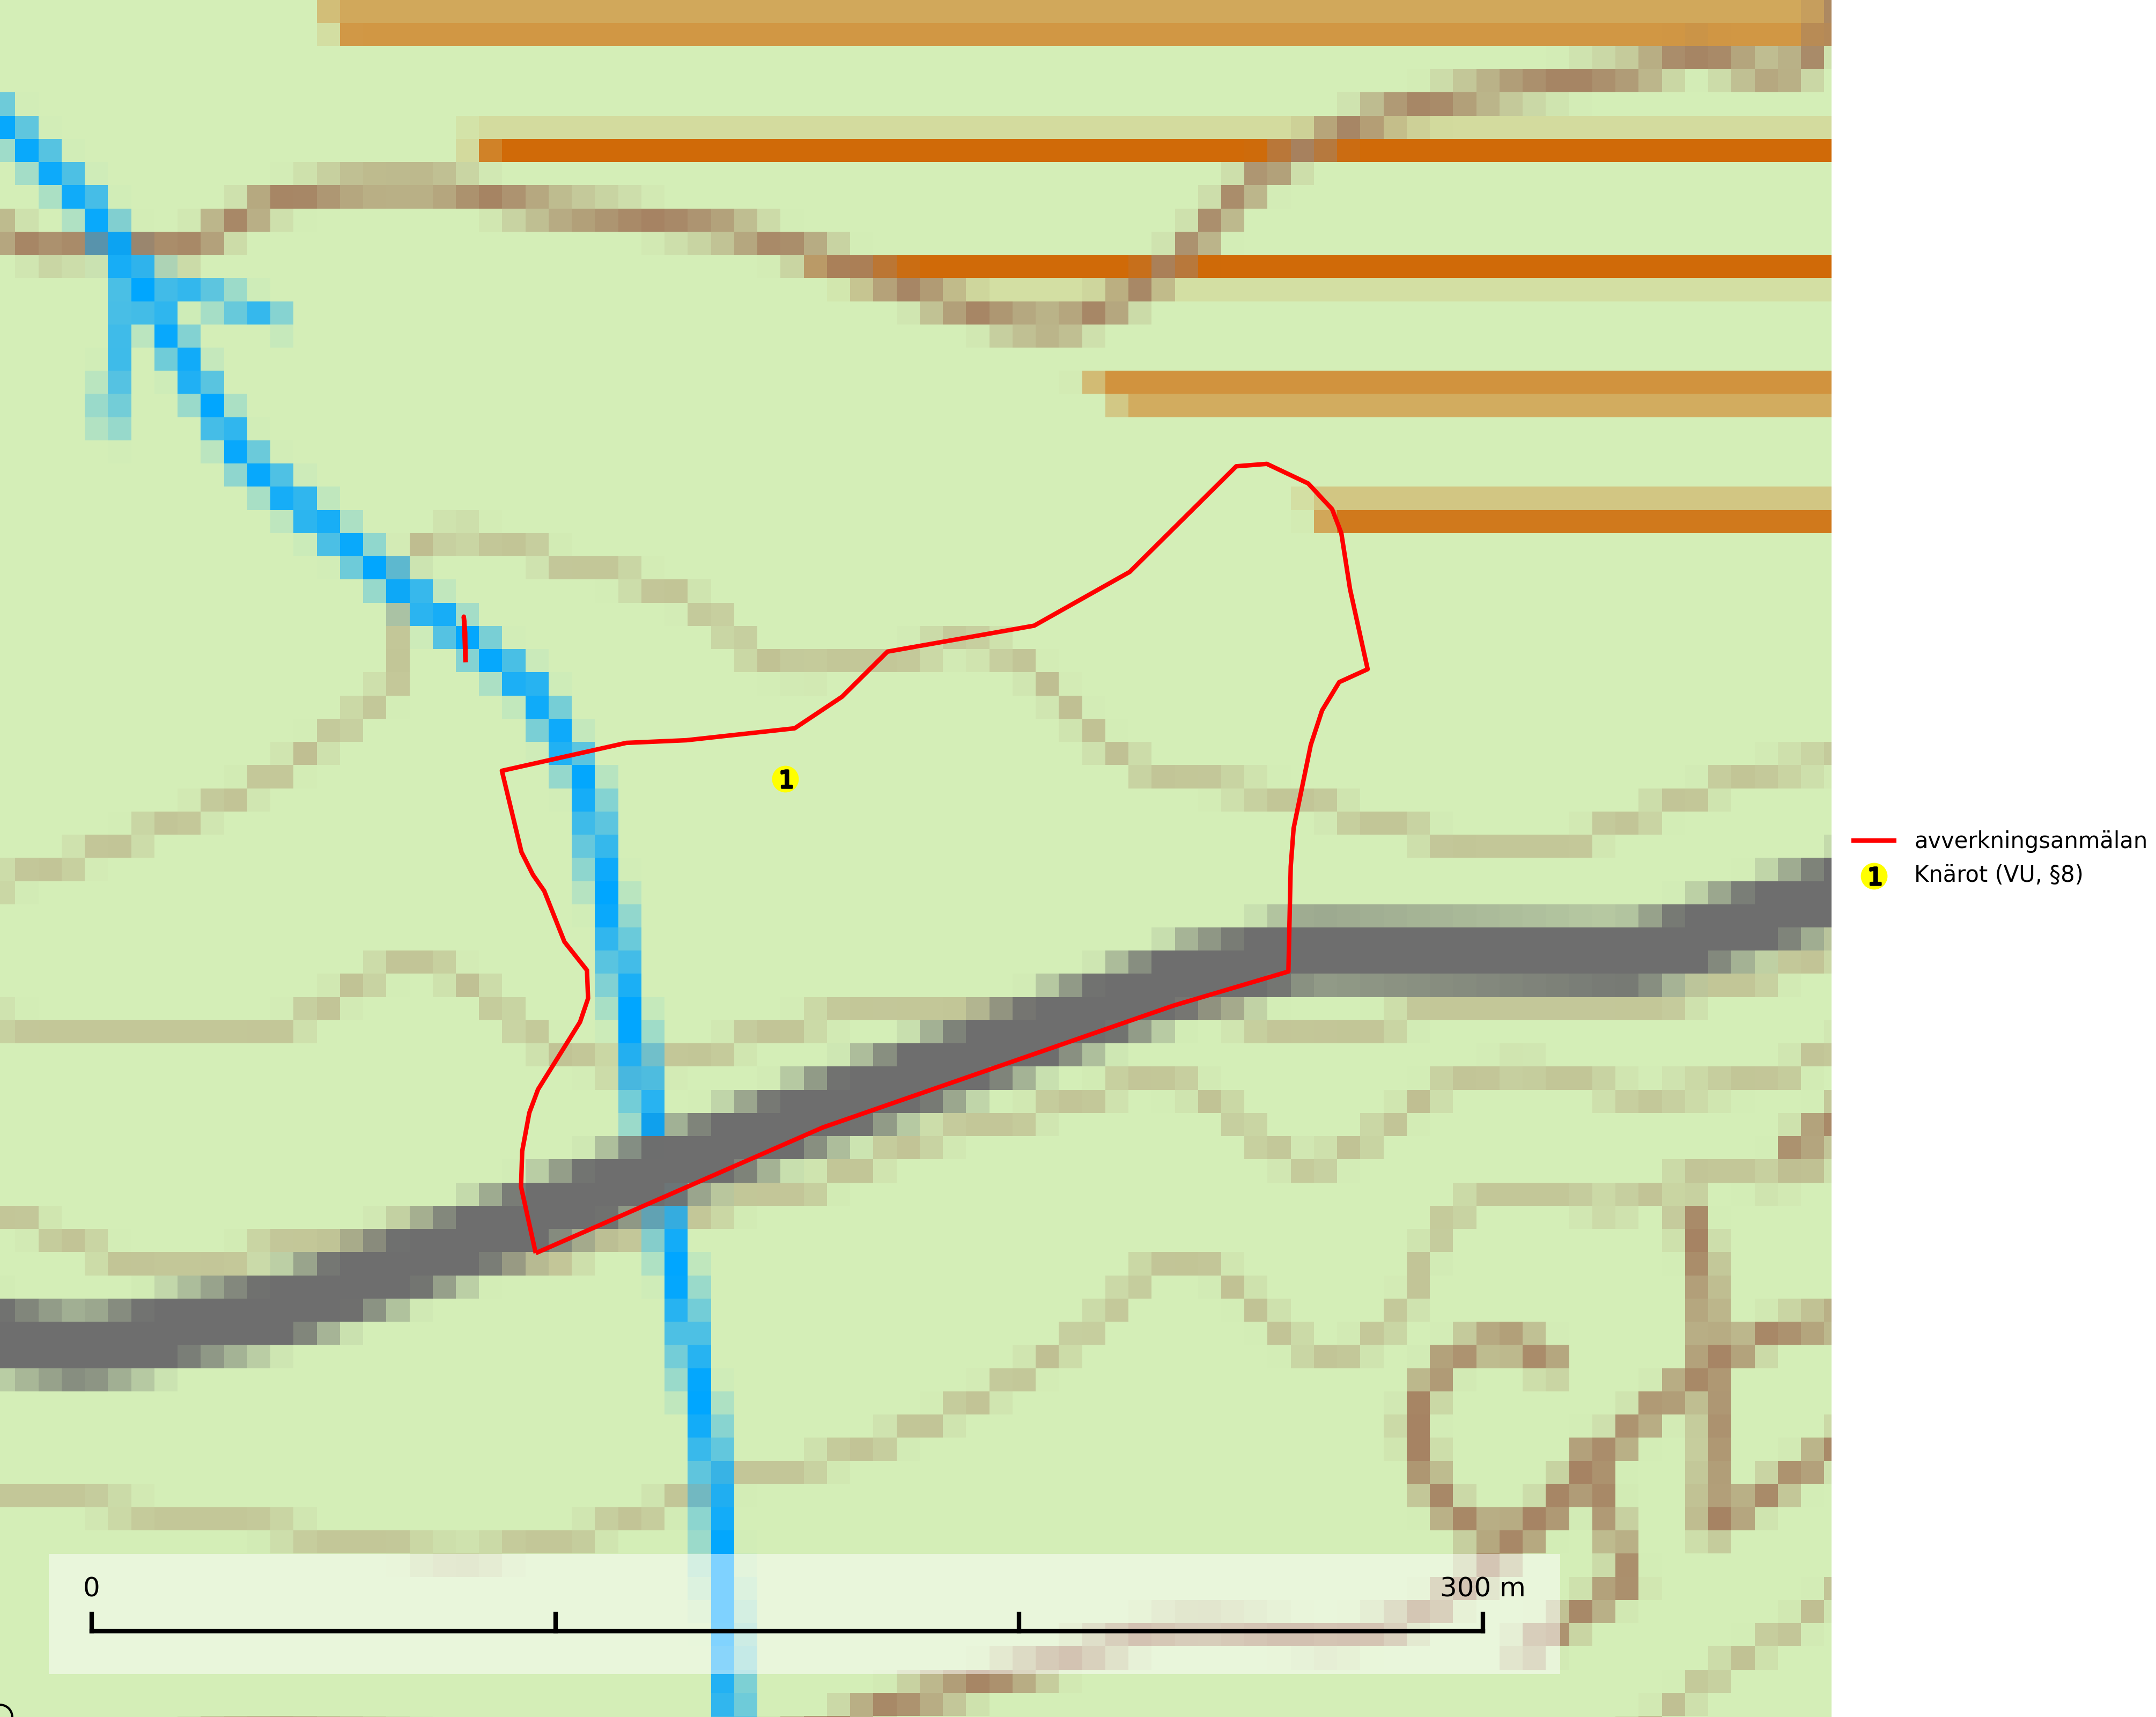 1
avverkningsanmälan
1 Knärot (VU, §8)
0 300 m